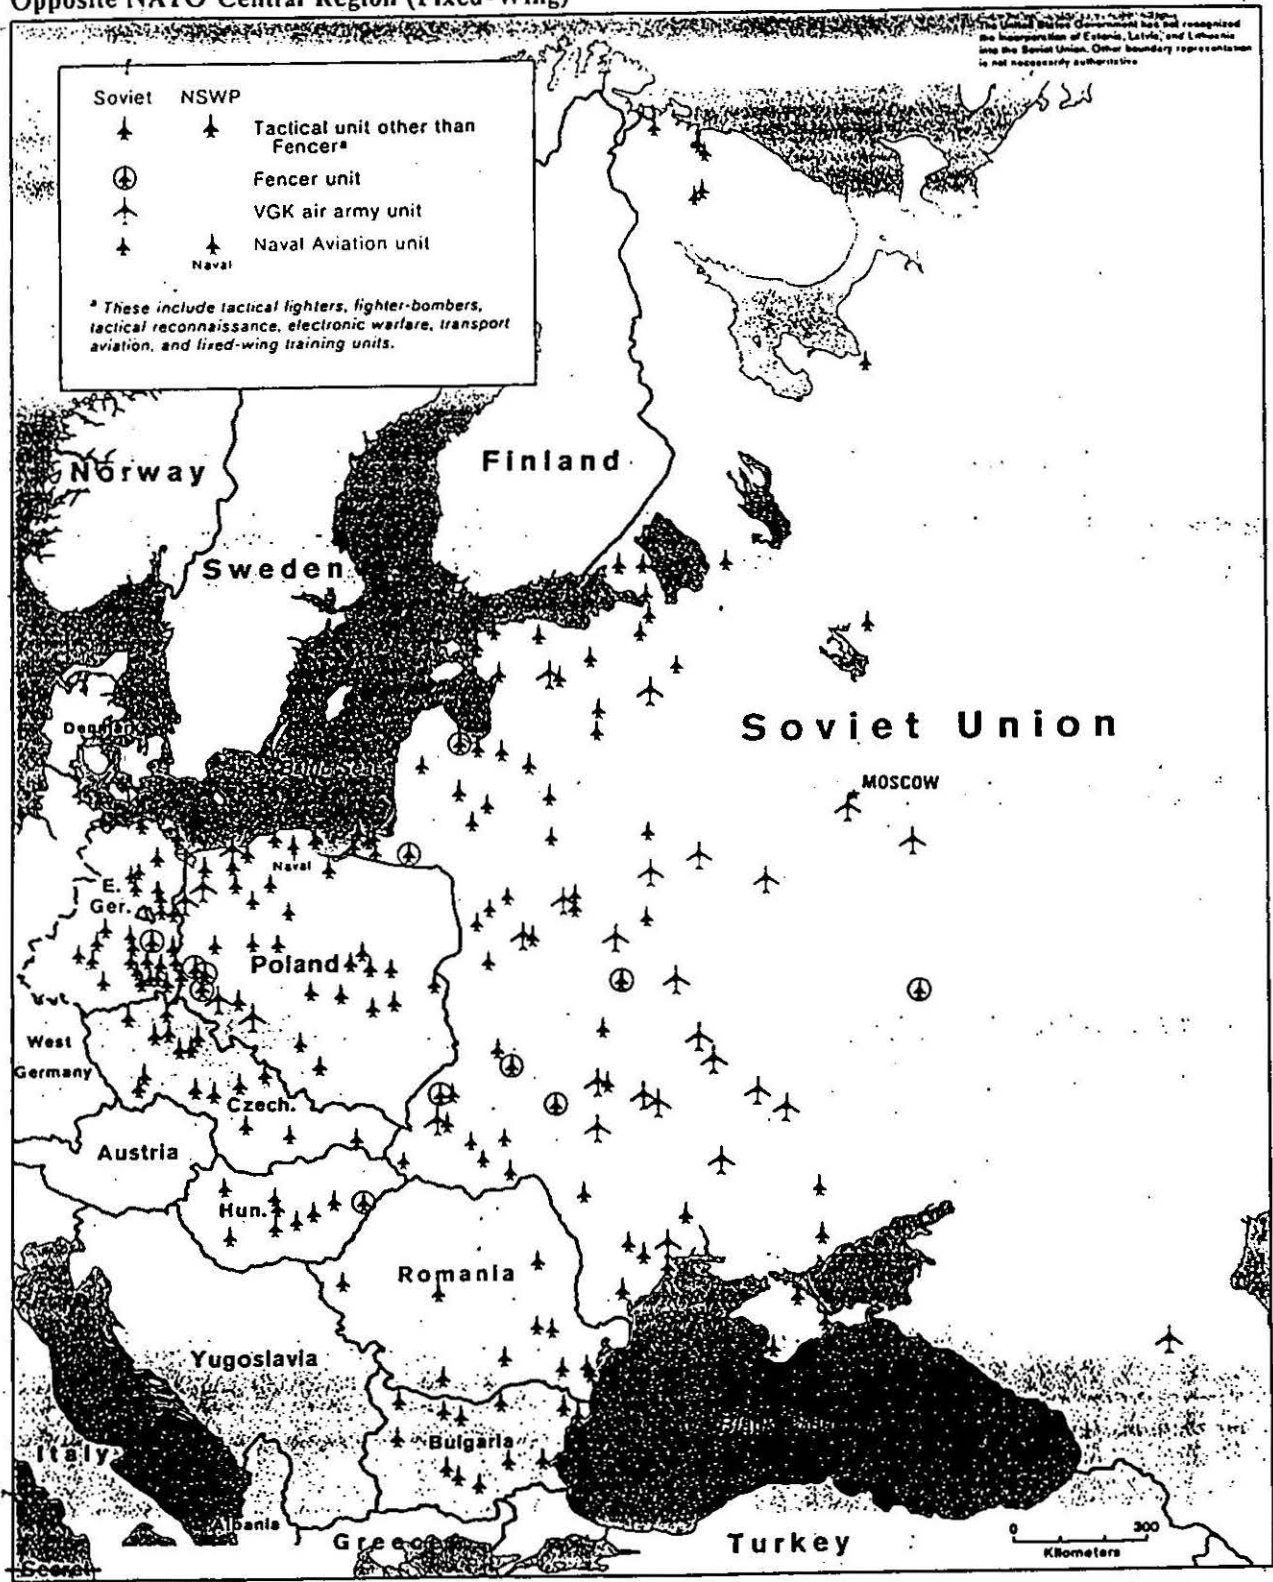 Opposite NATO Central Region (Fixed-Wing)
The United States Government has not recognized
the incorporation of Estonia, Latvia, and Lithuania
into the Soviet Union. Other boundary representation
is not necessarily authoritative
Soviet NSWP
Tactical unit other than
Fencerᵃ
Fencer unit
VGK air army unit
Naval Aviation unit
Naval
ᵃ These include tactical fighters, fighter-bombers,
tactical reconnaissance, electronic warfare, transport
aviation, and fixed-wing training units.
Norway
Finland
Sweden
Denmark
Baltic Sea
Soviet Union
MOSCOW
Naval
E.
Ger.
Poland
West
Germany
Czech.
Austria
Hun.
Romania
Yugoslavia
Bulgaria
Italy
Albania
Greece
Turkey
0 300
Kilometers
Secret